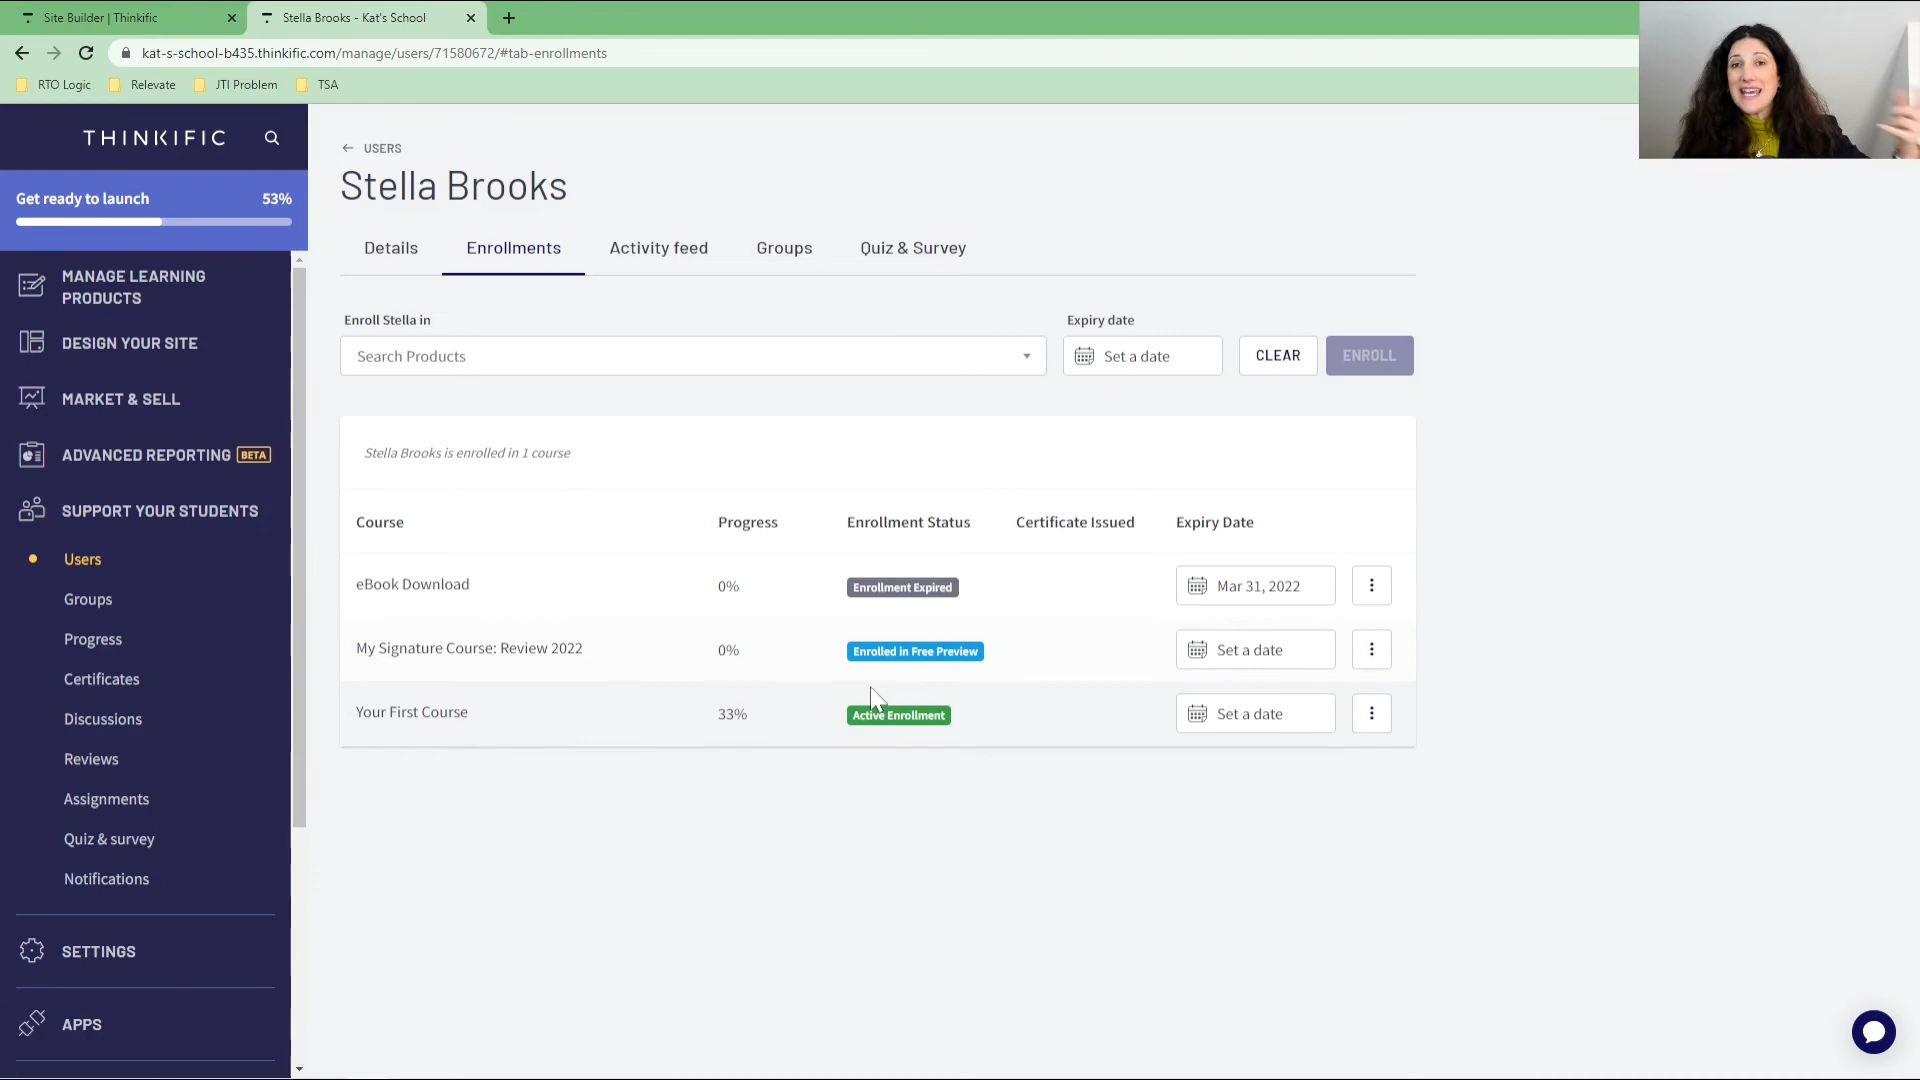 Site Builder | Thinkific
Stella Brooks - Kat's School
kat-s-school-b435.thinkific.com/manage/users/71580672/#tab-enrollments
RTO Logic
Relevate
JTI Problem
TSA
THINKIFIC
Get ready to launch 53%
MANAGE LEARNING
PRODUCTS
DESIGN YOUR SITE
MARKET & SELL
ADVANCED REPORTING BETA
SUPPORT YOUR STUDENTS
Users
Groups
Progress
Certificates
Discussions
Reviews
Assignments
Quiz & survey
Notifications
SETTINGS
APPS
← USERS
Stella Brooks
Details Enrollments Activity feed Groups Quiz & Survey
Enroll Stella in Expiry date
Search Products Set a date CLEAR ENROLL
Stella Brooks is enrolled in 1 course
Course Progress Enrollment Status Certificate Issued Expiry Date
eBook Download 0% Enrollment Expired Mar 31, 2022
My Signature Course: Review 2022 0% Enrolled in Free Preview Set a date
Your First Course 33% Active Enrollment Set a date